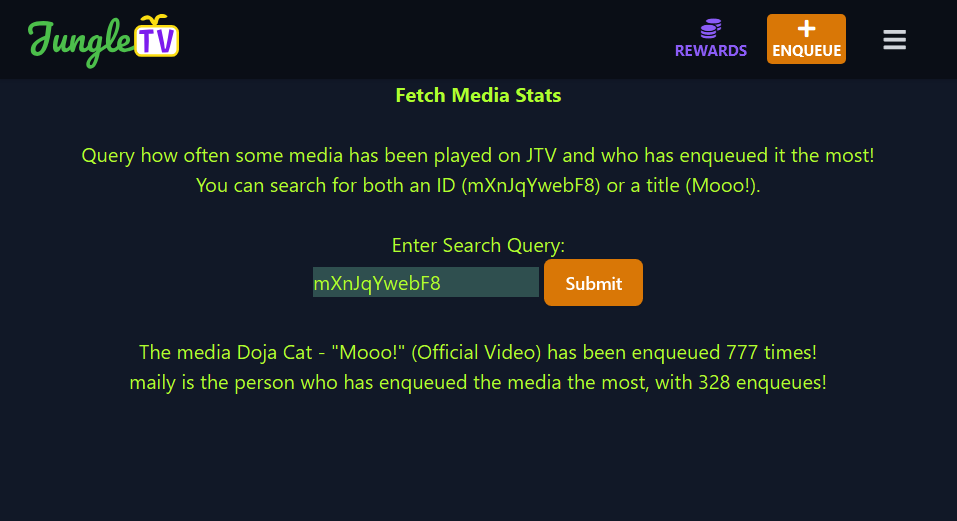 Jungle TV
REWARDS
ENQUEUE
Fetch Media Stats
Query how often some media has been played on JTV and who has enqueued it the most!
You can search for both an ID (mXnJqYwebF8) or a title (Mooo!).
Enter Search Query:
mXnJqYwebF8 Submit
The media Doja Cat - "Mooo!" (Official Video) has been enqueued 777 times!
maily is the person who has enqueued the media the most, with 328 enqueues!